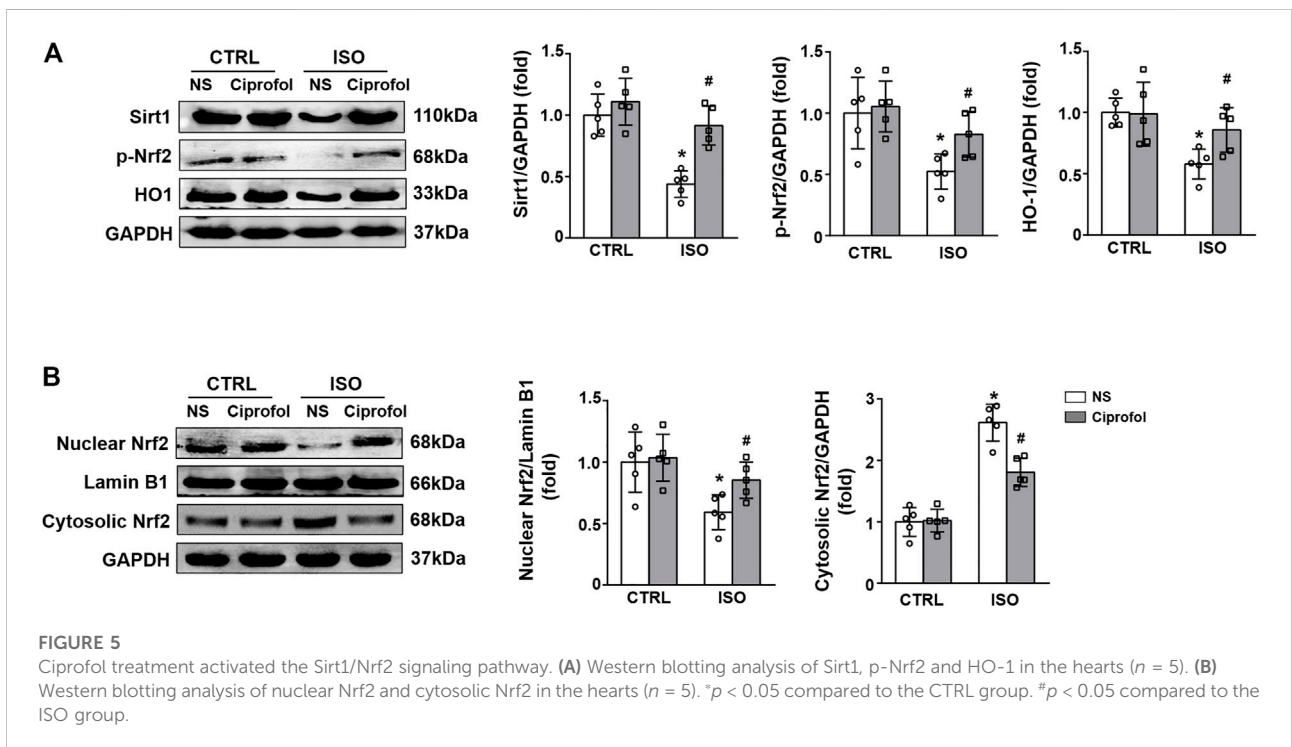 A
CTRL ISO
NS Ciprofol NS Ciprofol
Sirt1 110kDa
p-Nrf2 68kDa
HO1 33kDa
GAPDH 37kDa
Sirt1/GAPDH (fold)
1.5
1.0
0.5
0
* #
CTRL ISO
p-Nrf2/GAPDH (fold)
1.5
1.0
0.5
0
* #
CTRL ISO
HO-1/GAPDH (fold)
1.5
1.0
0.5
0
* #
CTRL ISO
B
CTRL ISO
NS Ciprofol NS Ciprofol
Nuclear Nrf2 68kDa
Lamin B1 66kDa
Cytosolic Nrf2 68kDa
GAPDH 37kDa
Nuclear Nrf2/Lamin B1
(fold)
1.5
1.0
0.5
0
* #
CTRL ISO
Cytosolic Nrf2/GAPDH
(fold)
3
2
1
0
* #
CTRL ISO
NS
Ciprofol
FIGURE 5
Ciprofol treatment activated the Sirt1/Nrf2 signaling pathway. (A) Western blotting analysis of Sirt1, p-Nrf2 and HO-1 in the hearts (n = 5). (B)
Western blotting analysis of nuclear Nrf2 and cytosolic Nrf2 in the hearts (n = 5). *p < 0.05 compared to the CTRL group. #p < 0.05 compared to the
ISO group.